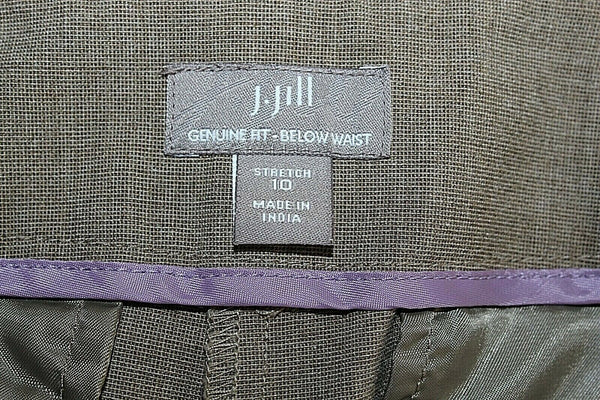 J.Jill
GENUINE FIT - BELOW WAIST
STRETCH
10
MADE IN
INDIA